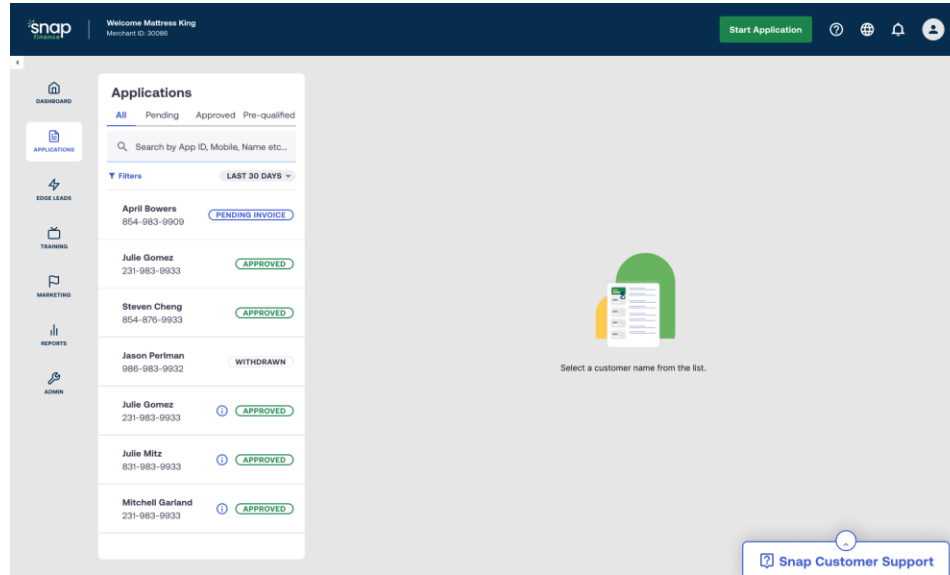 snap
finance
Welcome Mattress King
Merchant ID: 30086
Start Application
DASHBOARD
APPLICATIONS
EDGE LEADS
TRAINING
MARKETING
REPORTS
ADMIN
Applications
All Pending Approved Pre-qualified
Search by App ID, Mobile, Name etc...
Filters LAST 30 DAYS
April Bowers
854-983-9909 PENDING INVOICE
Julie Gomez
231-983-9933 APPROVED
Steven Cheng
854-876-9933 APPROVED
Jason Perlman
986-983-9932 WITHDRAWN
Julie Gomez
231-983-9933 APPROVED
Julie Mitz
831-983-9933 APPROVED
Mitchell Garland
231-983-9933 APPROVED
Select a customer name from the list.
Snap Customer Support